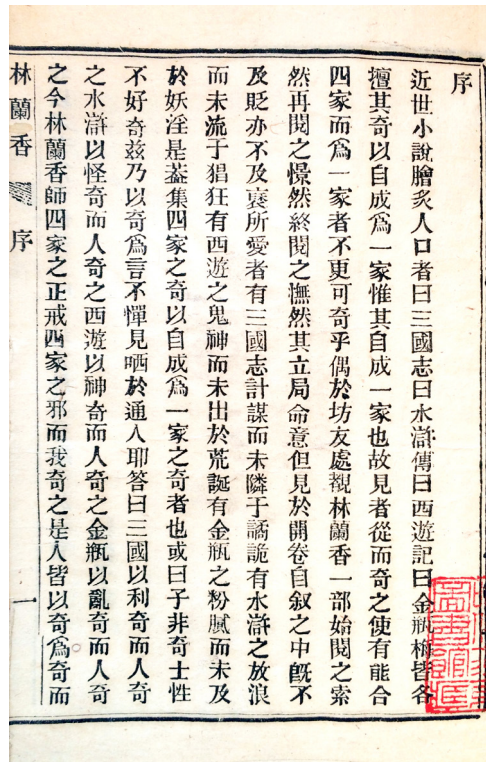 序
近世小說膾炙人口者曰三國志曰水滸傳曰西遊記曰金瓶梅皆各
擅其奇以自成爲一家惟其自成一家也故見者從而奇之使有能合
四家而爲一家者不更可奇乎偶於坊友處覩林蘭香一部始閱之索
然再閱之憬然終閱之憮然其立局命意但見於開卷自叙之中旣不
及貶亦不及襃所愛者有三國志計謀而未隣于譎詭有水滸之放浪
而未流于猖狂有西遊之鬼神而未出於荒誕有金瓶之粉膩而未及
於妖淫是葢集四家之奇以自成爲一家之奇者也或曰子非奇士性
不好奇兹乃以奇爲言不憚見哂於通人耶答曰三國以利奇而人奇
之水滸以怪奇而人奇之西遊以神奇而人奇之金瓶以亂奇而人奇
之今林蘭香師四家之正戒四家之邪而我奇之是人皆以奇爲奇而
林蘭香 序 一